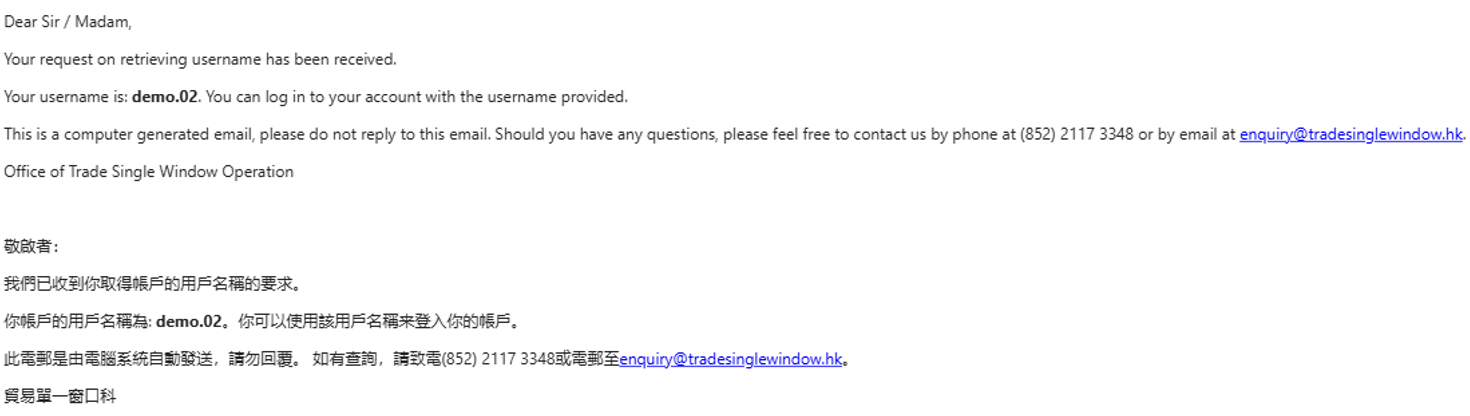 Dear Sir / Madam,
Your request on retrieving username has been received.
Your username is: demo.02. You can log in to your account with the username provided.
This is a computer generated email, please do not reply to this email. Should you have any questions, please feel free to contact us by phone at (852) 2117 3348 or by email at enquiry@tradesinglewindow.hk.
Office of Trade Single Window Operation
敬啟者：
我們已收到你取得帳戶的用戶名稱的要求。
你帳戶的用戶名稱為: demo.02。你可以使用該用戶名稱来登入你的帳戶。
此電郵是由電腦系統自動發送，請勿回覆。 如有查詢，請致電(852) 2117 3348或電郵至enquiry@tradesinglewindow.hk。
貿易單一窗口科